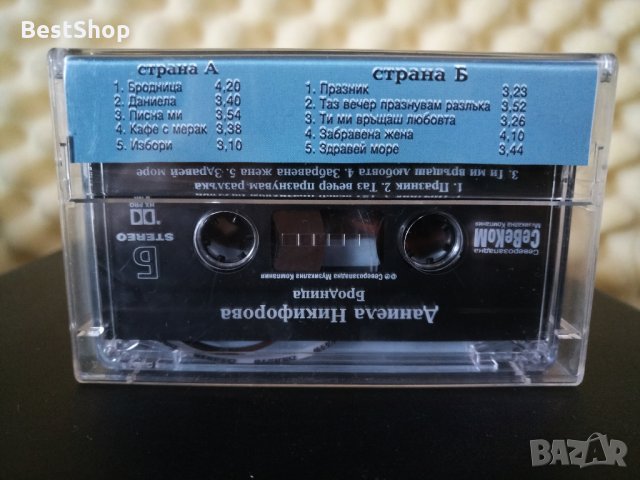 BestShop
страна А
1. Бродница 4,20
2. Даниела 3,40
3. Писна ми 3,54
4. Кафе с мерак 3,38
5. Избори 3,10
страна Б
1. Празник 3,23
2. Таз вечер празнувам разлъка 3,52
3. Ти ми връщаш любовта 3,26
4. Забравена жена 4,10
5. Здравей море 3,44
1. Празник 2. Таз вечер празнувам разлъка
3. Ти ми връщаш любовта 4. Забравена жена 5. Здравей море
Даниела Никифорова
Бродница
℗© Северозападна Музикална Компания
Б
STEREO
HX PRO
СеВеКоМ
Северозападна
Музикална Компания
BAZAR